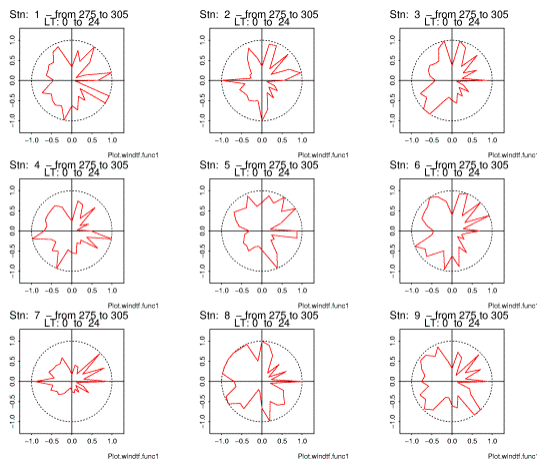 Stn: 1 – from 275 to 305
LT: 0 to 24
1.0
0.5
0.0
−0.5
−1.0
−1.0 −0.5 0.0 0.5 1.0
Plot.windtf.func1
Stn: 2 – from 275 to 305
LT: 0 to 24
1.0
0.5
0.0
−0.5
−1.0
−1.0 −0.5 0.0 0.5 1.0
Plot.windtf.func1
Stn: 3 – from 275 to 305
LT: 0 to 24
1.0
0.5
0.0
−0.5
−1.0
−1.0 −0.5 0.0 0.5 1.0
Plot.windtf.func1
Stn: 4 – from 275 to 305
LT: 0 to 24
1.0
0.5
0.0
−0.5
−1.0
−1.0 −0.5 0.0 0.5 1.0
Plot.windtf.func1
Stn: 5 – from 275 to 305
LT: 0 to 24
1.0
0.5
0.0
−0.5
−1.0
−1.0 −0.5 0.0 0.5 1.0
Plot.windtf.func1
Stn: 6 – from 275 to 305
LT: 0 to 24
1.0
0.5
0.0
−0.5
−1.0
−1.0 −0.5 0.0 0.5 1.0
Plot.windtf.func1
Stn: 7 – from 275 to 305
LT: 0 to 24
1.0
0.5
0.0
−0.5
−1.0
−1.0 −0.5 0.0 0.5 1.0
Plot.windtf.func1
Stn: 8 – from 275 to 305
LT: 0 to 24
1.0
0.5
0.0
−0.5
−1.0
−1.0 −0.5 0.0 0.5 1.0
Plot.windtf.func1
Stn: 9 – from 275 to 305
LT: 0 to 24
1.0
0.5
0.0
−0.5
−1.0
−1.0 −0.5 0.0 0.5 1.0
Plot.windtf.func1